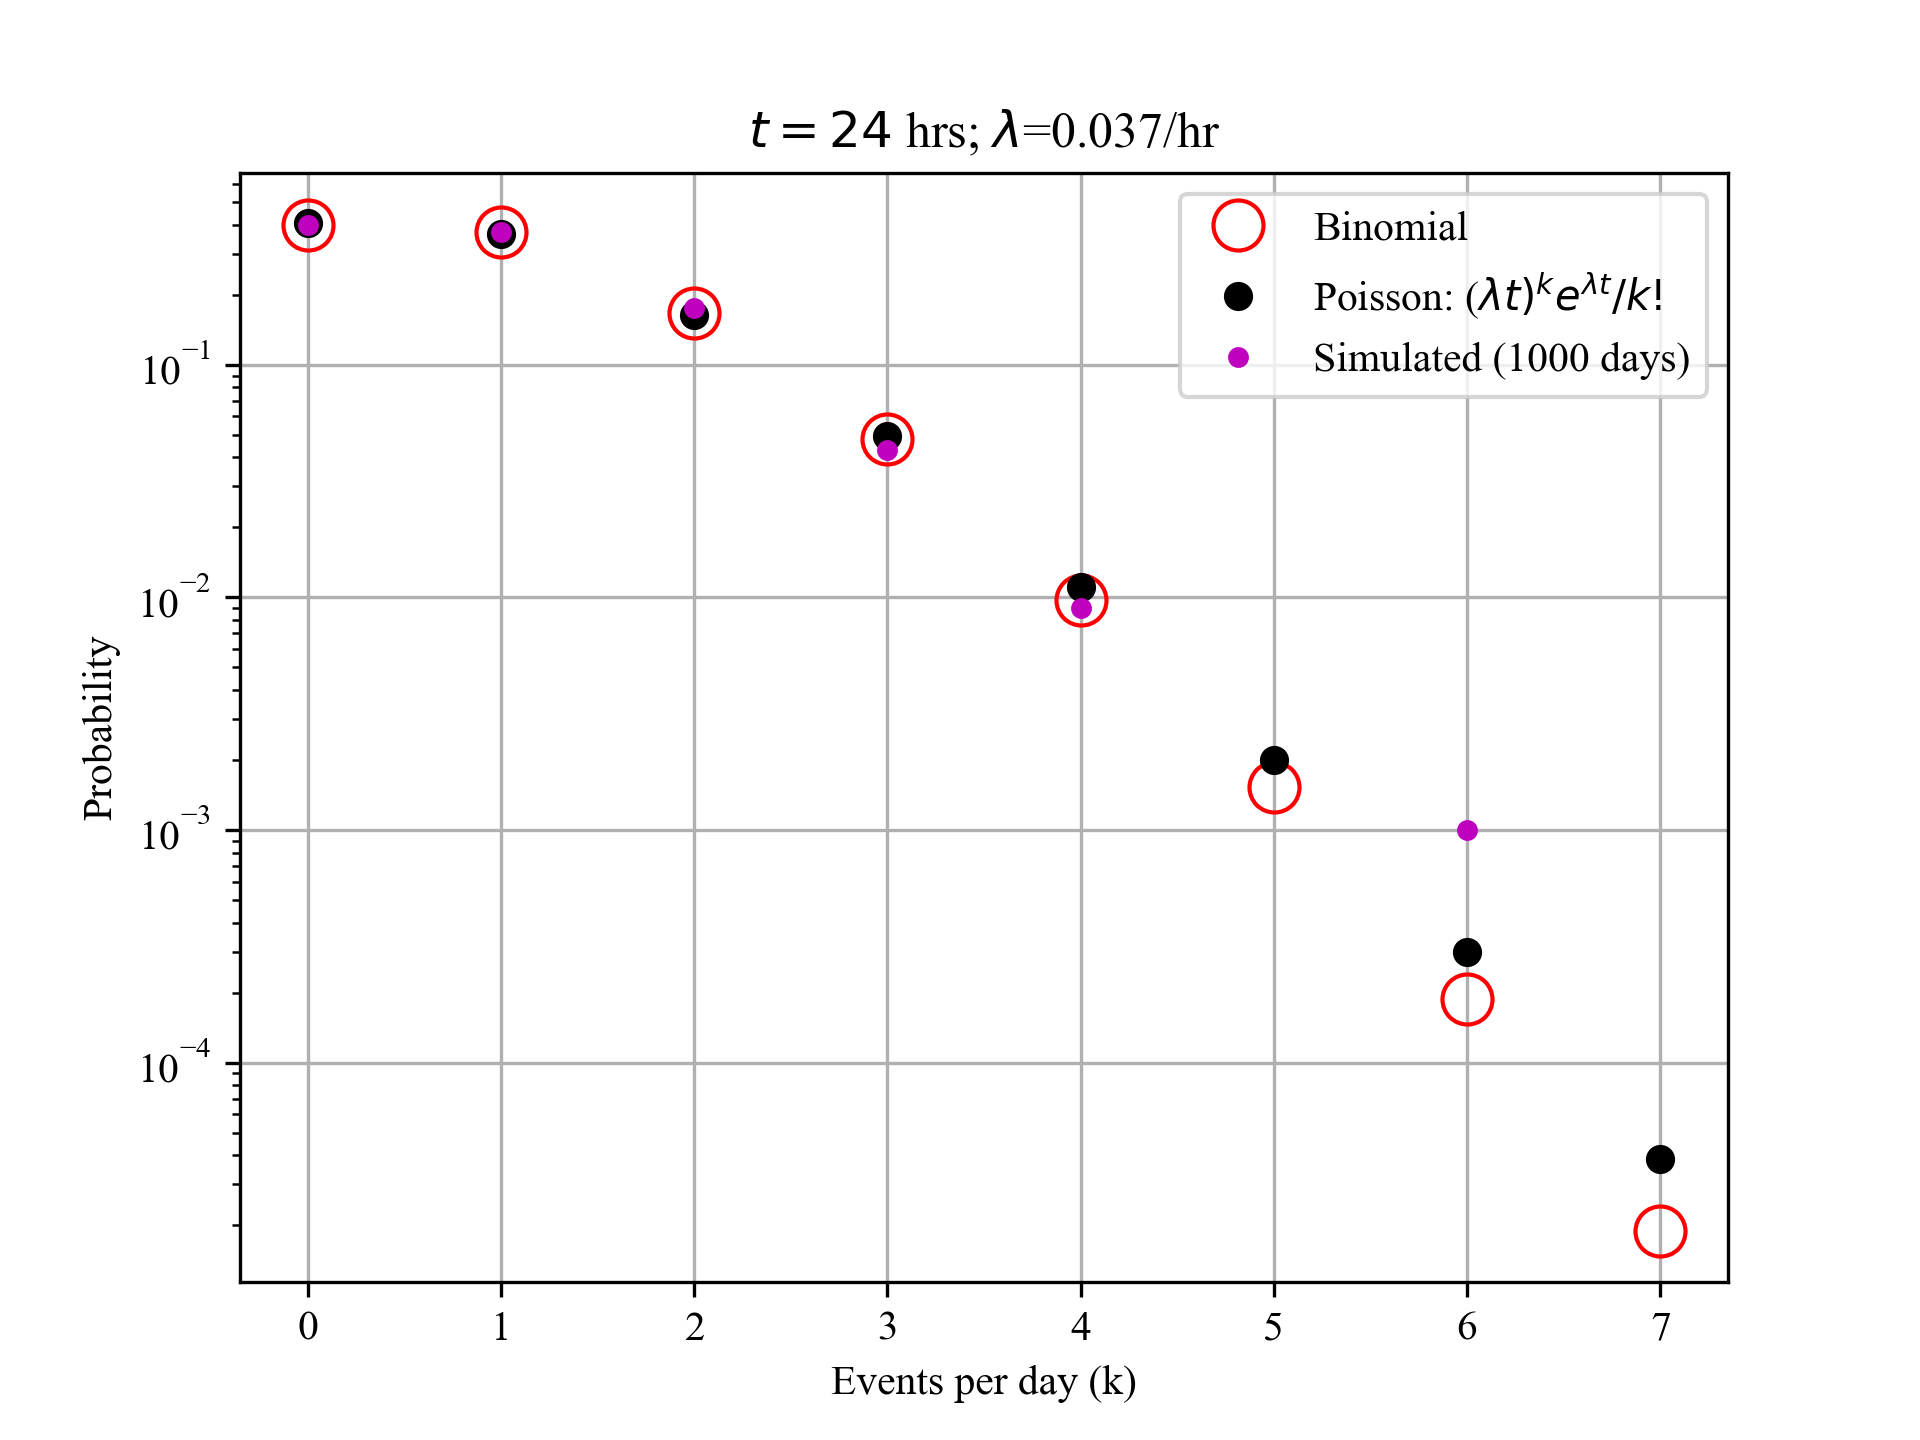 t = 24 hrs; λ=0.037/hr
Binomial
Poisson: (λt)^k e^{λt}/k!
Simulated (1000 days)
10⁻¹
10⁻²
10⁻³
10⁻⁴
Probability
0 1 2 3 4 5 6 7
Events per day (k)